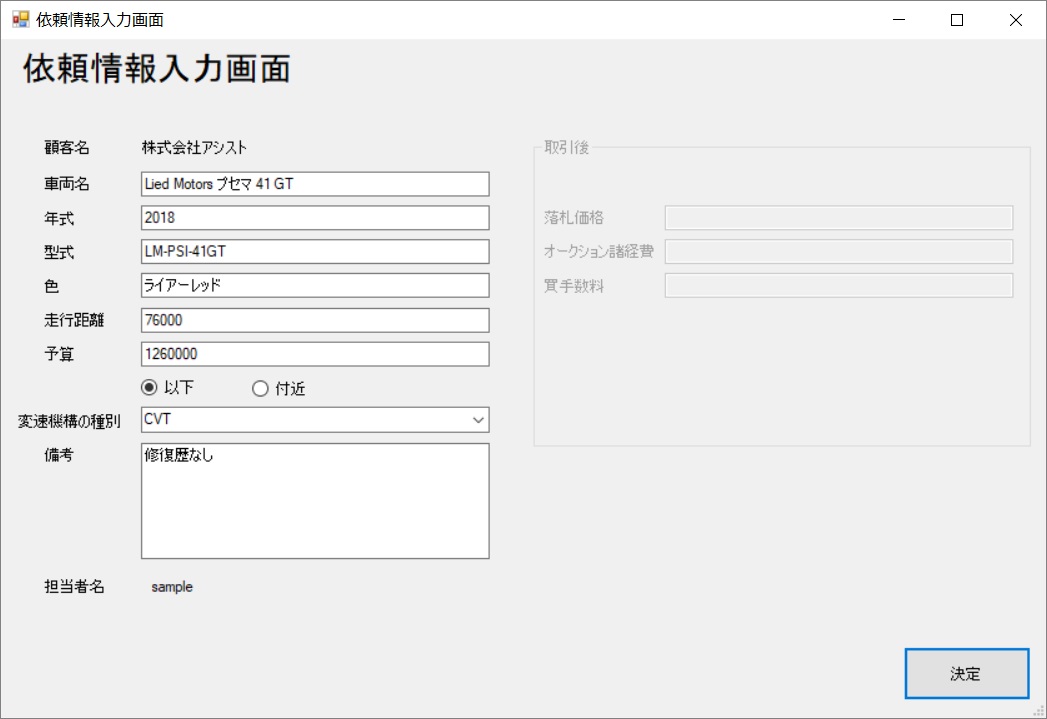 依頼情報入力画面
依頼情報入力画面
顧客名 株式会社アシスト
車両名 Lied Motors プセマ 41 GT
年式 2018
型式 LM-PSI-41GT
色 ライアーレッド
走行距離 76000
予算 1260000
以下 付近
変速機構の種別 CVT
備考 修復歴なし
担当者名 sample
取引後
落札価格
オークション諸経費
買手数料
決定